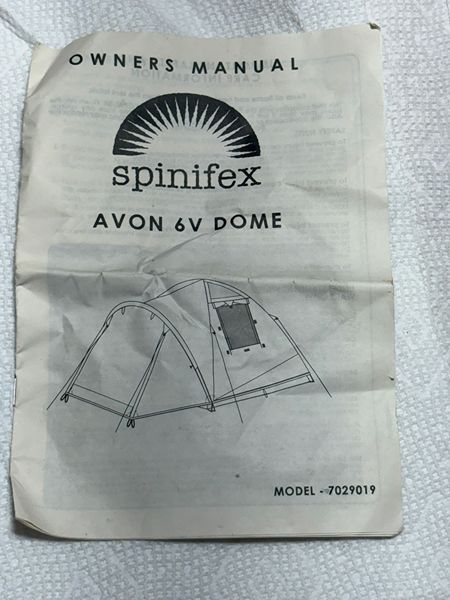 OWNERS MANUAL
spinifex
AVON 6V DOME
MODEL - 7029019